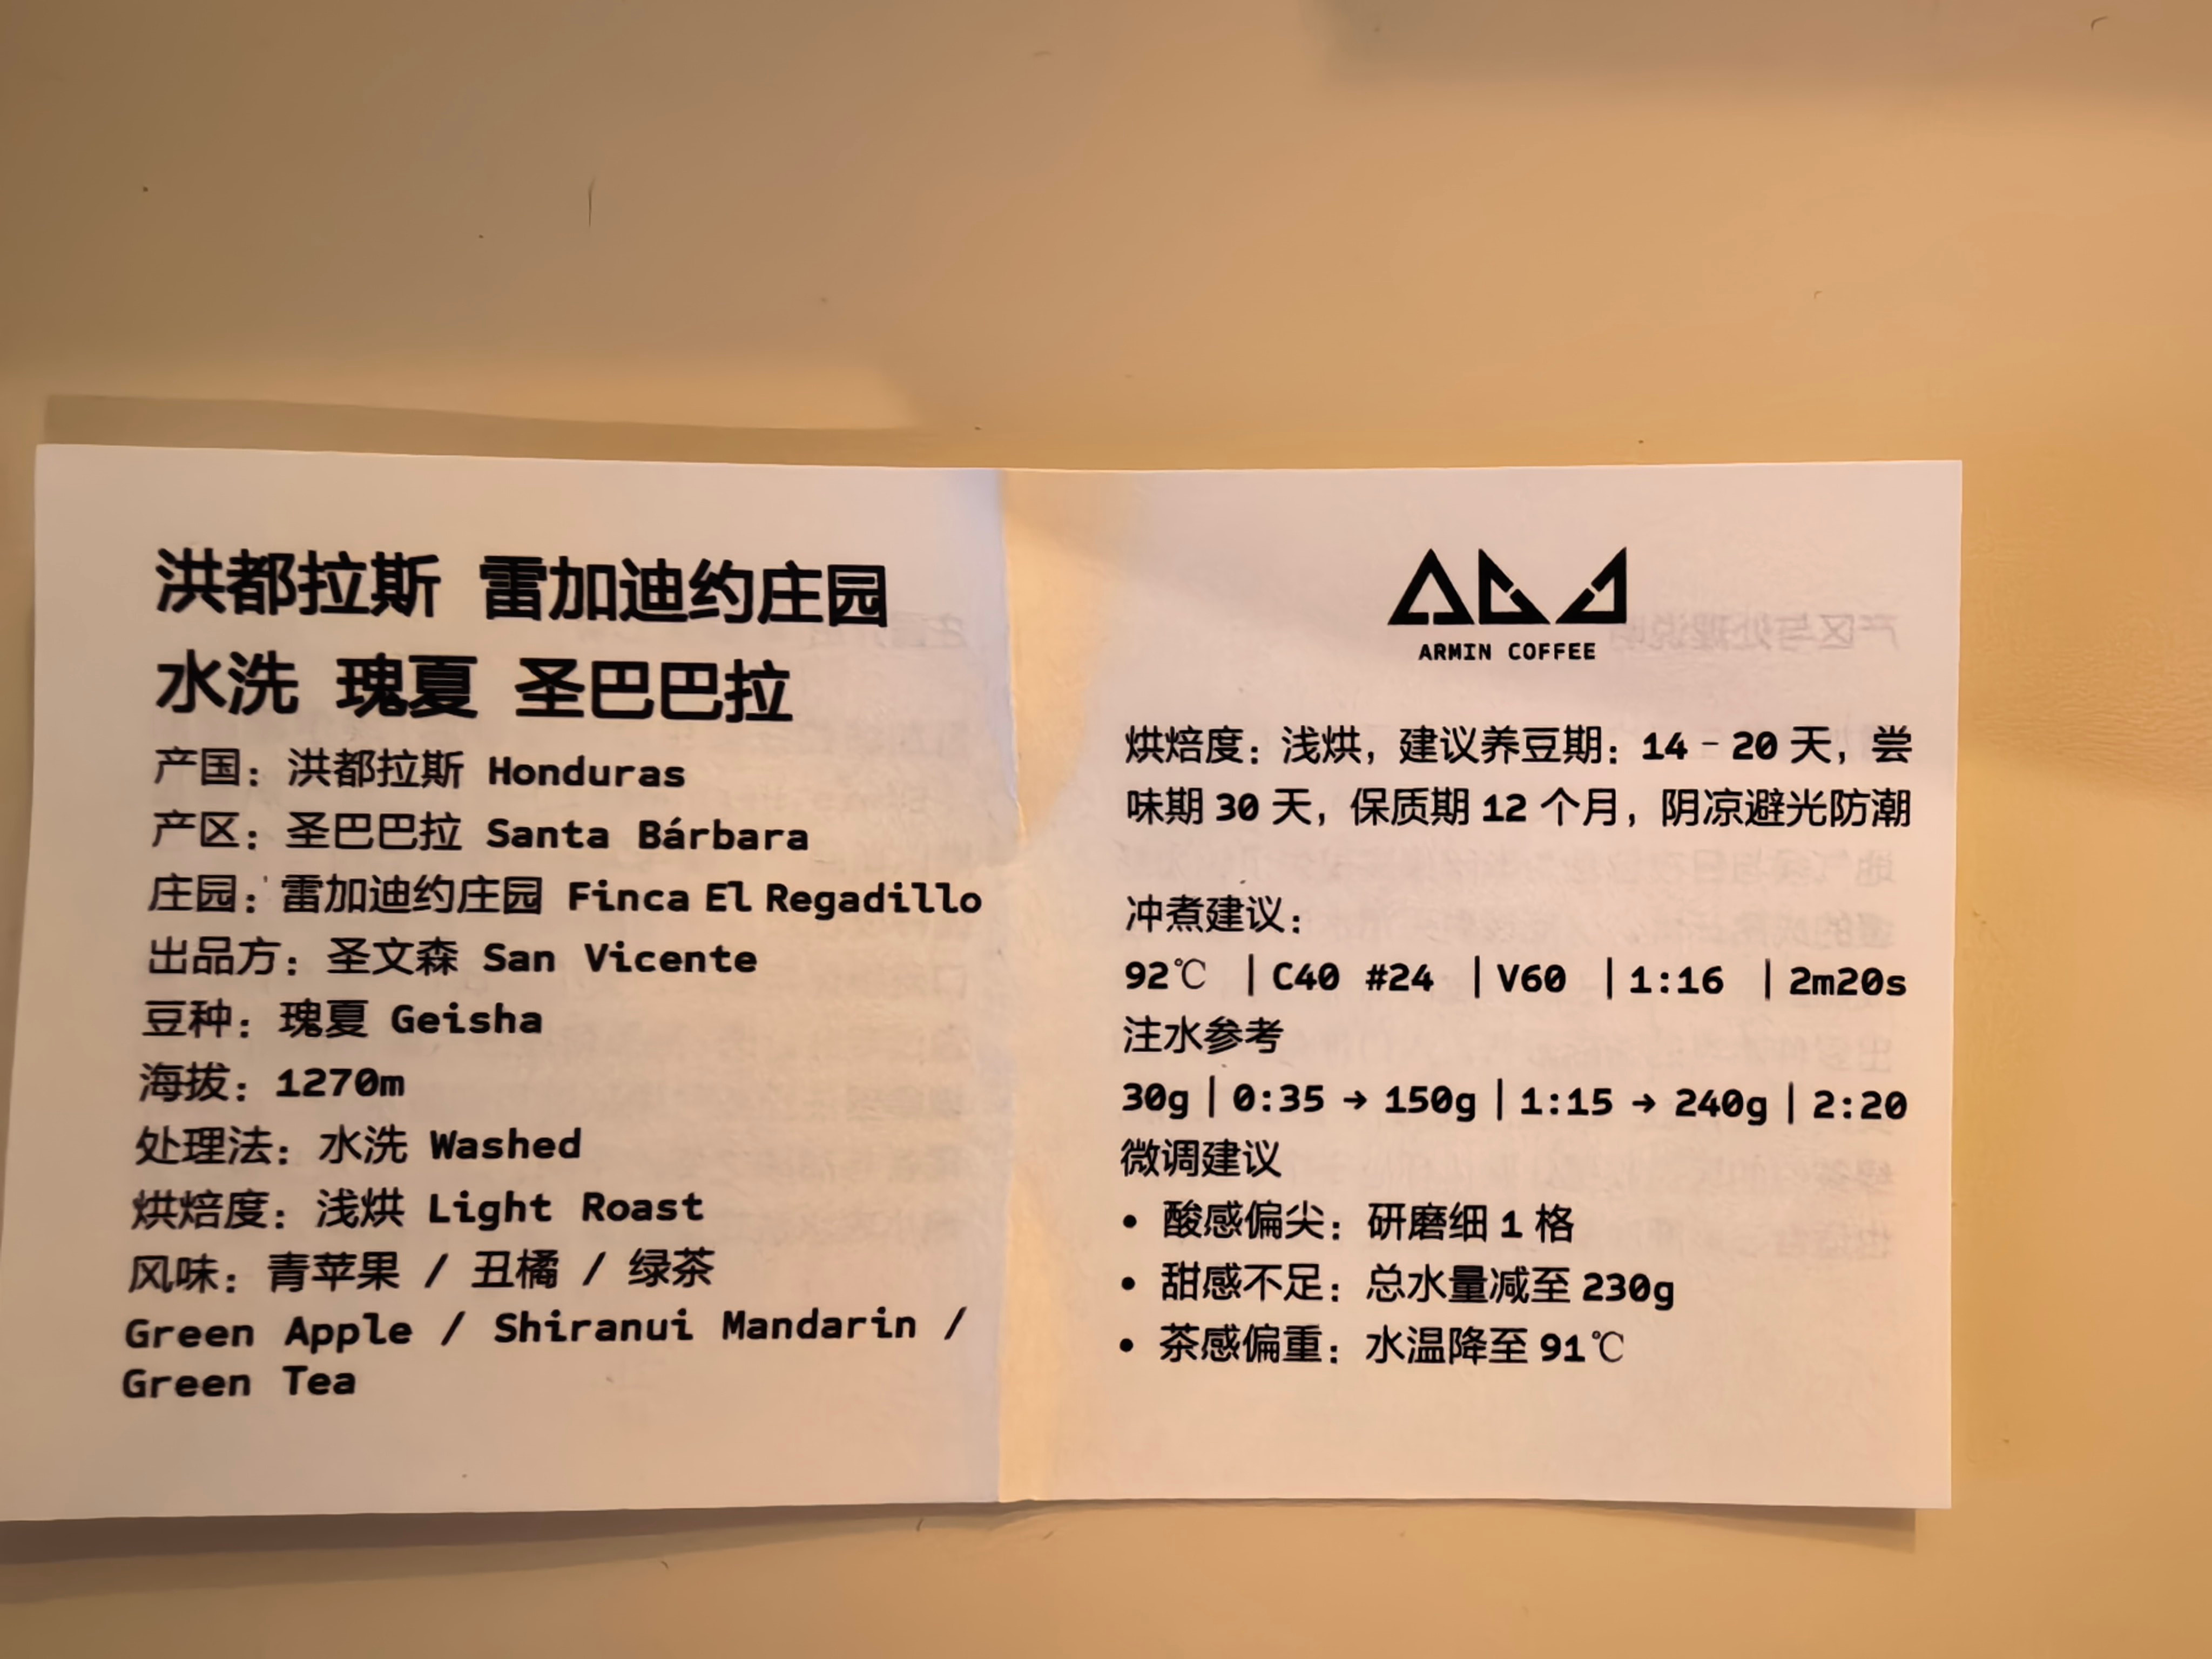 洪都拉斯 雷加迪约庄园
水洗 瑰夏 圣巴巴拉
产国：洪都拉斯 Honduras
产区：圣巴巴拉 Santa Bárbara
庄园：雷加迪约庄园 Finca El Regadillo
出品方：圣文森 San Vicente
豆种：瑰夏 Geisha
海拔：1270m
处理法：水洗 Washed
烘焙度：浅烘 Light Roast
风味：青苹果 / 丑橘 / 绿茶
Green Apple / Shiranui Mandarin /
Green Tea
ARMIN COFFEE
烘焙度：浅烘，建议养豆期：14 - 20 天，尝
味期 30 天，保质期 12 个月，阴凉避光防潮
冲煮建议：
92℃ | C40 #24 | V60 | 1:16 | 2m20s
注水参考
30g | 0:35 → 150g | 1:15 → 240g | 2:20
微调建议
• 酸感偏尖：研磨细 1 格
• 甜感不足：总水量减至 230g
• 茶感偏重：水温降至 91℃